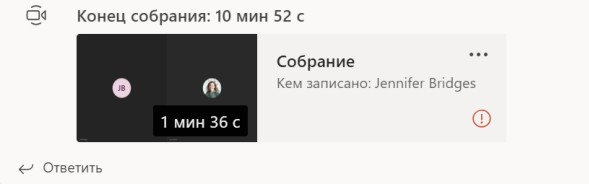 Конец собрания: 10 мин 52 с
Собрание
Кем записано: Jennifer Bridges
JB
1 мин 36 с
Ответить